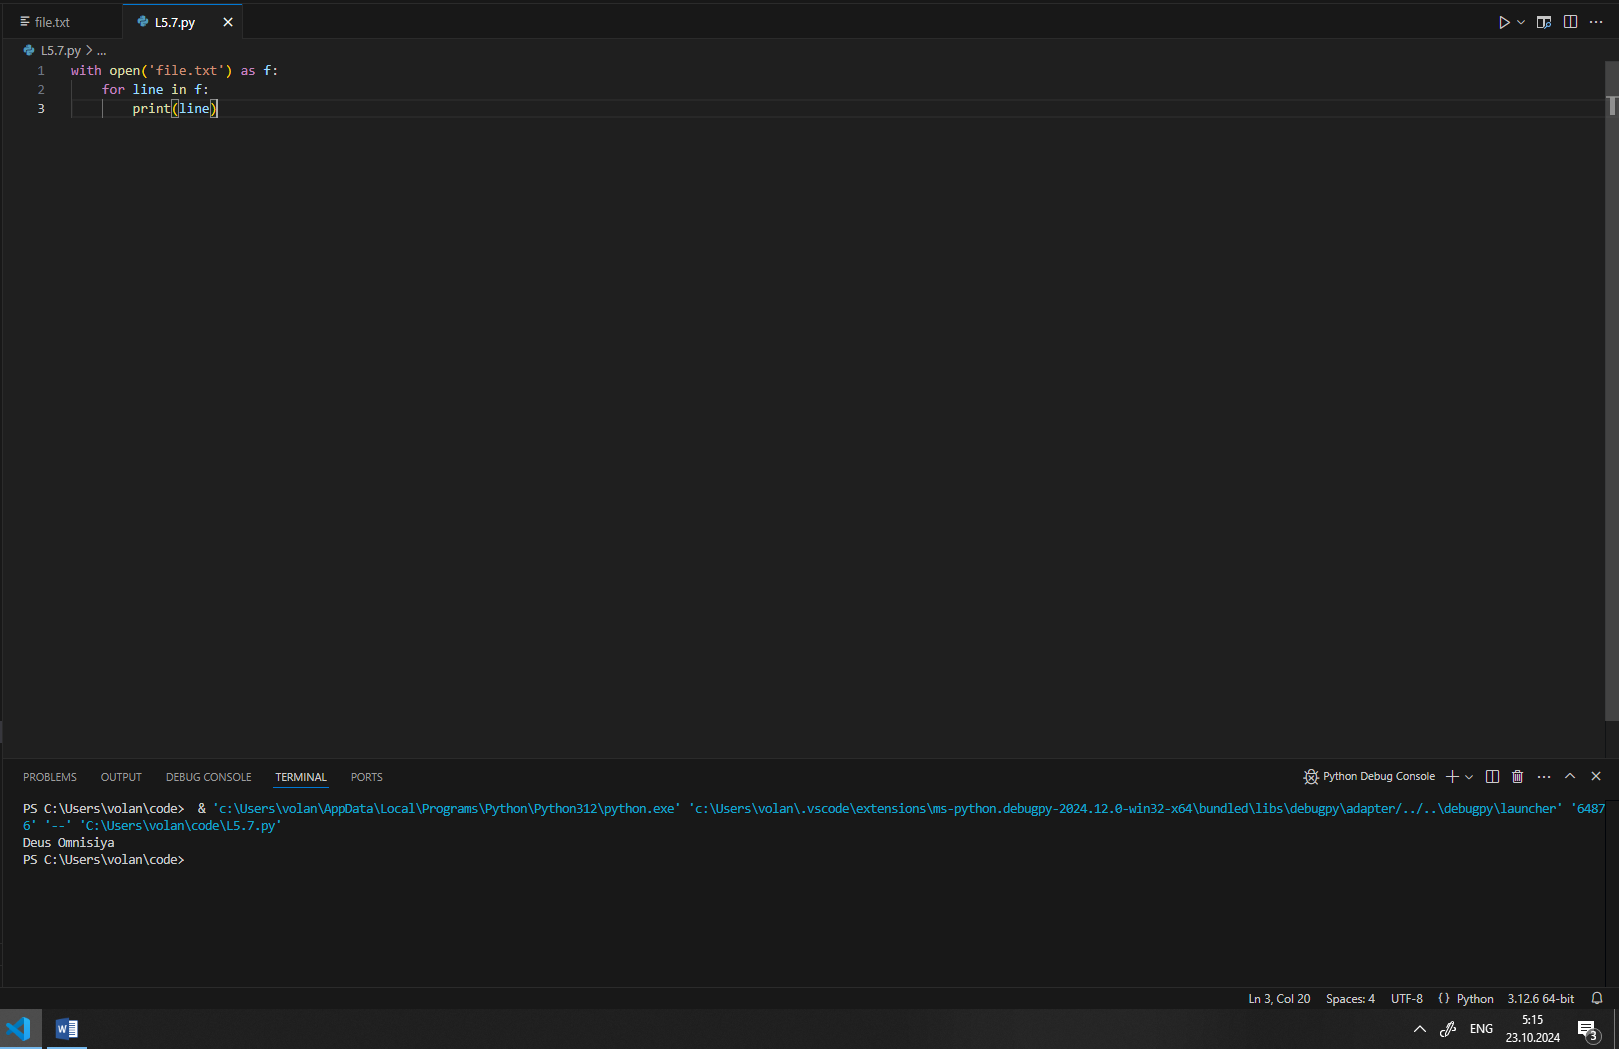 file.txt
L5.7.py
L5.7.py > ...
1 with open('file.txt') as f:
2 for line in f:
3 print(line)
PROBLEMS OUTPUT DEBUG CONSOLE TERMINAL PORTS
Python Debug Console
PS C:\Users\volan\code> & 'c:\Users\volan\AppData\Local\Programs\Python\Python312\python.exe' 'c:\Users\volan\.vscode\extensions\ms-python.debugpy-2024.12.0-win32-x64\bundled\libs\debugpy\adapter/../..\debugpy\launcher' '6487
6' '--' 'C:\Users\volan\code\L5.7.py'
Deus Omnisiya
PS C:\Users\volan\code>
Ln 3, Col 20 Spaces: 4 UTF-8 {} Python 3.12.6 64-bit
W
ENG
5:15
23.10.2024
3